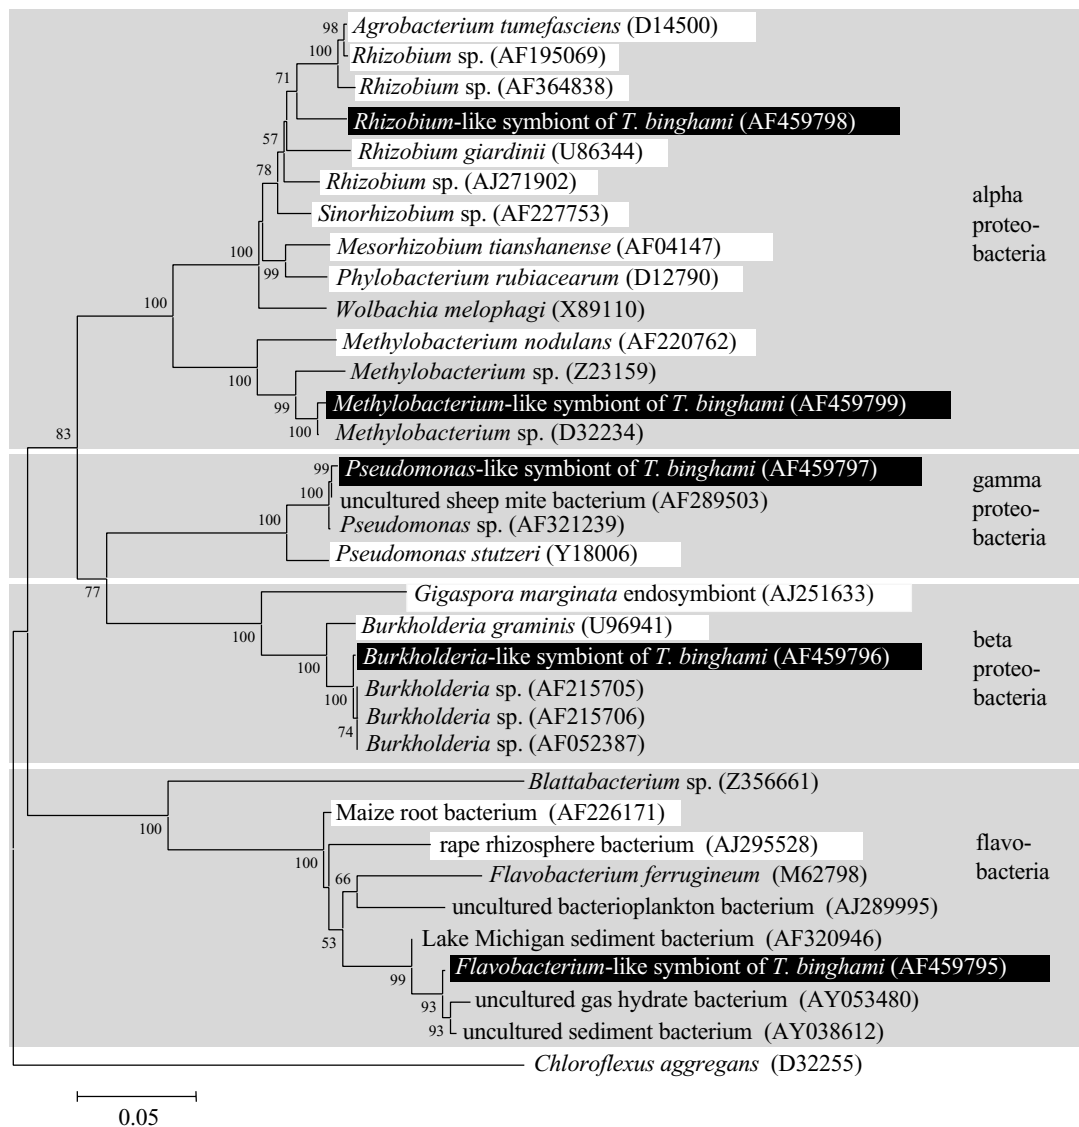 98
Agrobacterium tumefasciens (D14500)
100
Rhizobium sp. (AF195069)
71
Rhizobium sp. (AF364838)
Rhizobium-like symbiont of T. binghami (AF459798)
57
Rhizobium giardinii (U86344)
78
Rhizobium sp. (AJ271902)
Sinorhizobium sp. (AF227753)
100
Mesorhizobium tianshanense (AF04147)
99
Phylobacterium rubiacearum (D12790)
100
Wolbachia melophagi (X89110)
Methylobacterium nodulans (AF220762)
100
Methylobacterium sp. (Z23159)
99
Methylobacterium-like symbiont of T. binghami (AF459799)
100
Methylobacterium sp. (D32234)
83
alpha
proteo-
bacteria
99
Pseudomonas-like symbiont of T. binghami (AF459797)
100
uncultured sheep mite bacterium (AF289503)
100
Pseudomonas sp. (AF321239)
Pseudomonas stutzeri (Y18006)
gamma
proteo-
bacteria
77
Gigaspora marginata endosymbiont (AJ251633)
100
Burkholderia graminis (U96941)
100
Burkholderia-like symbiont of T. binghami (AF459796)
100
Burkholderia sp. (AF215705)
Burkholderia sp. (AF215706)
74
Burkholderia sp. (AF052387)
beta
proteo-
bacteria
Blattabacterium sp. (Z356661)
100
Maize root bacterium (AF226171)
100
rape rhizosphere bacterium (AJ295528)
66
Flavobacterium ferrugineum (M62798)
uncultured bacterioplankton bacterium (AJ289995)
53
Lake Michigan sediment bacterium (AF320946)
99
Flavobacterium-like symbiont of T. binghami (AF459795)
93
uncultured gas hydrate bacterium (AY053480)
93
uncultured sediment bacterium (AY038612)
flavo-
bacteria
Chloroflexus aggregans (D32255)
0.05